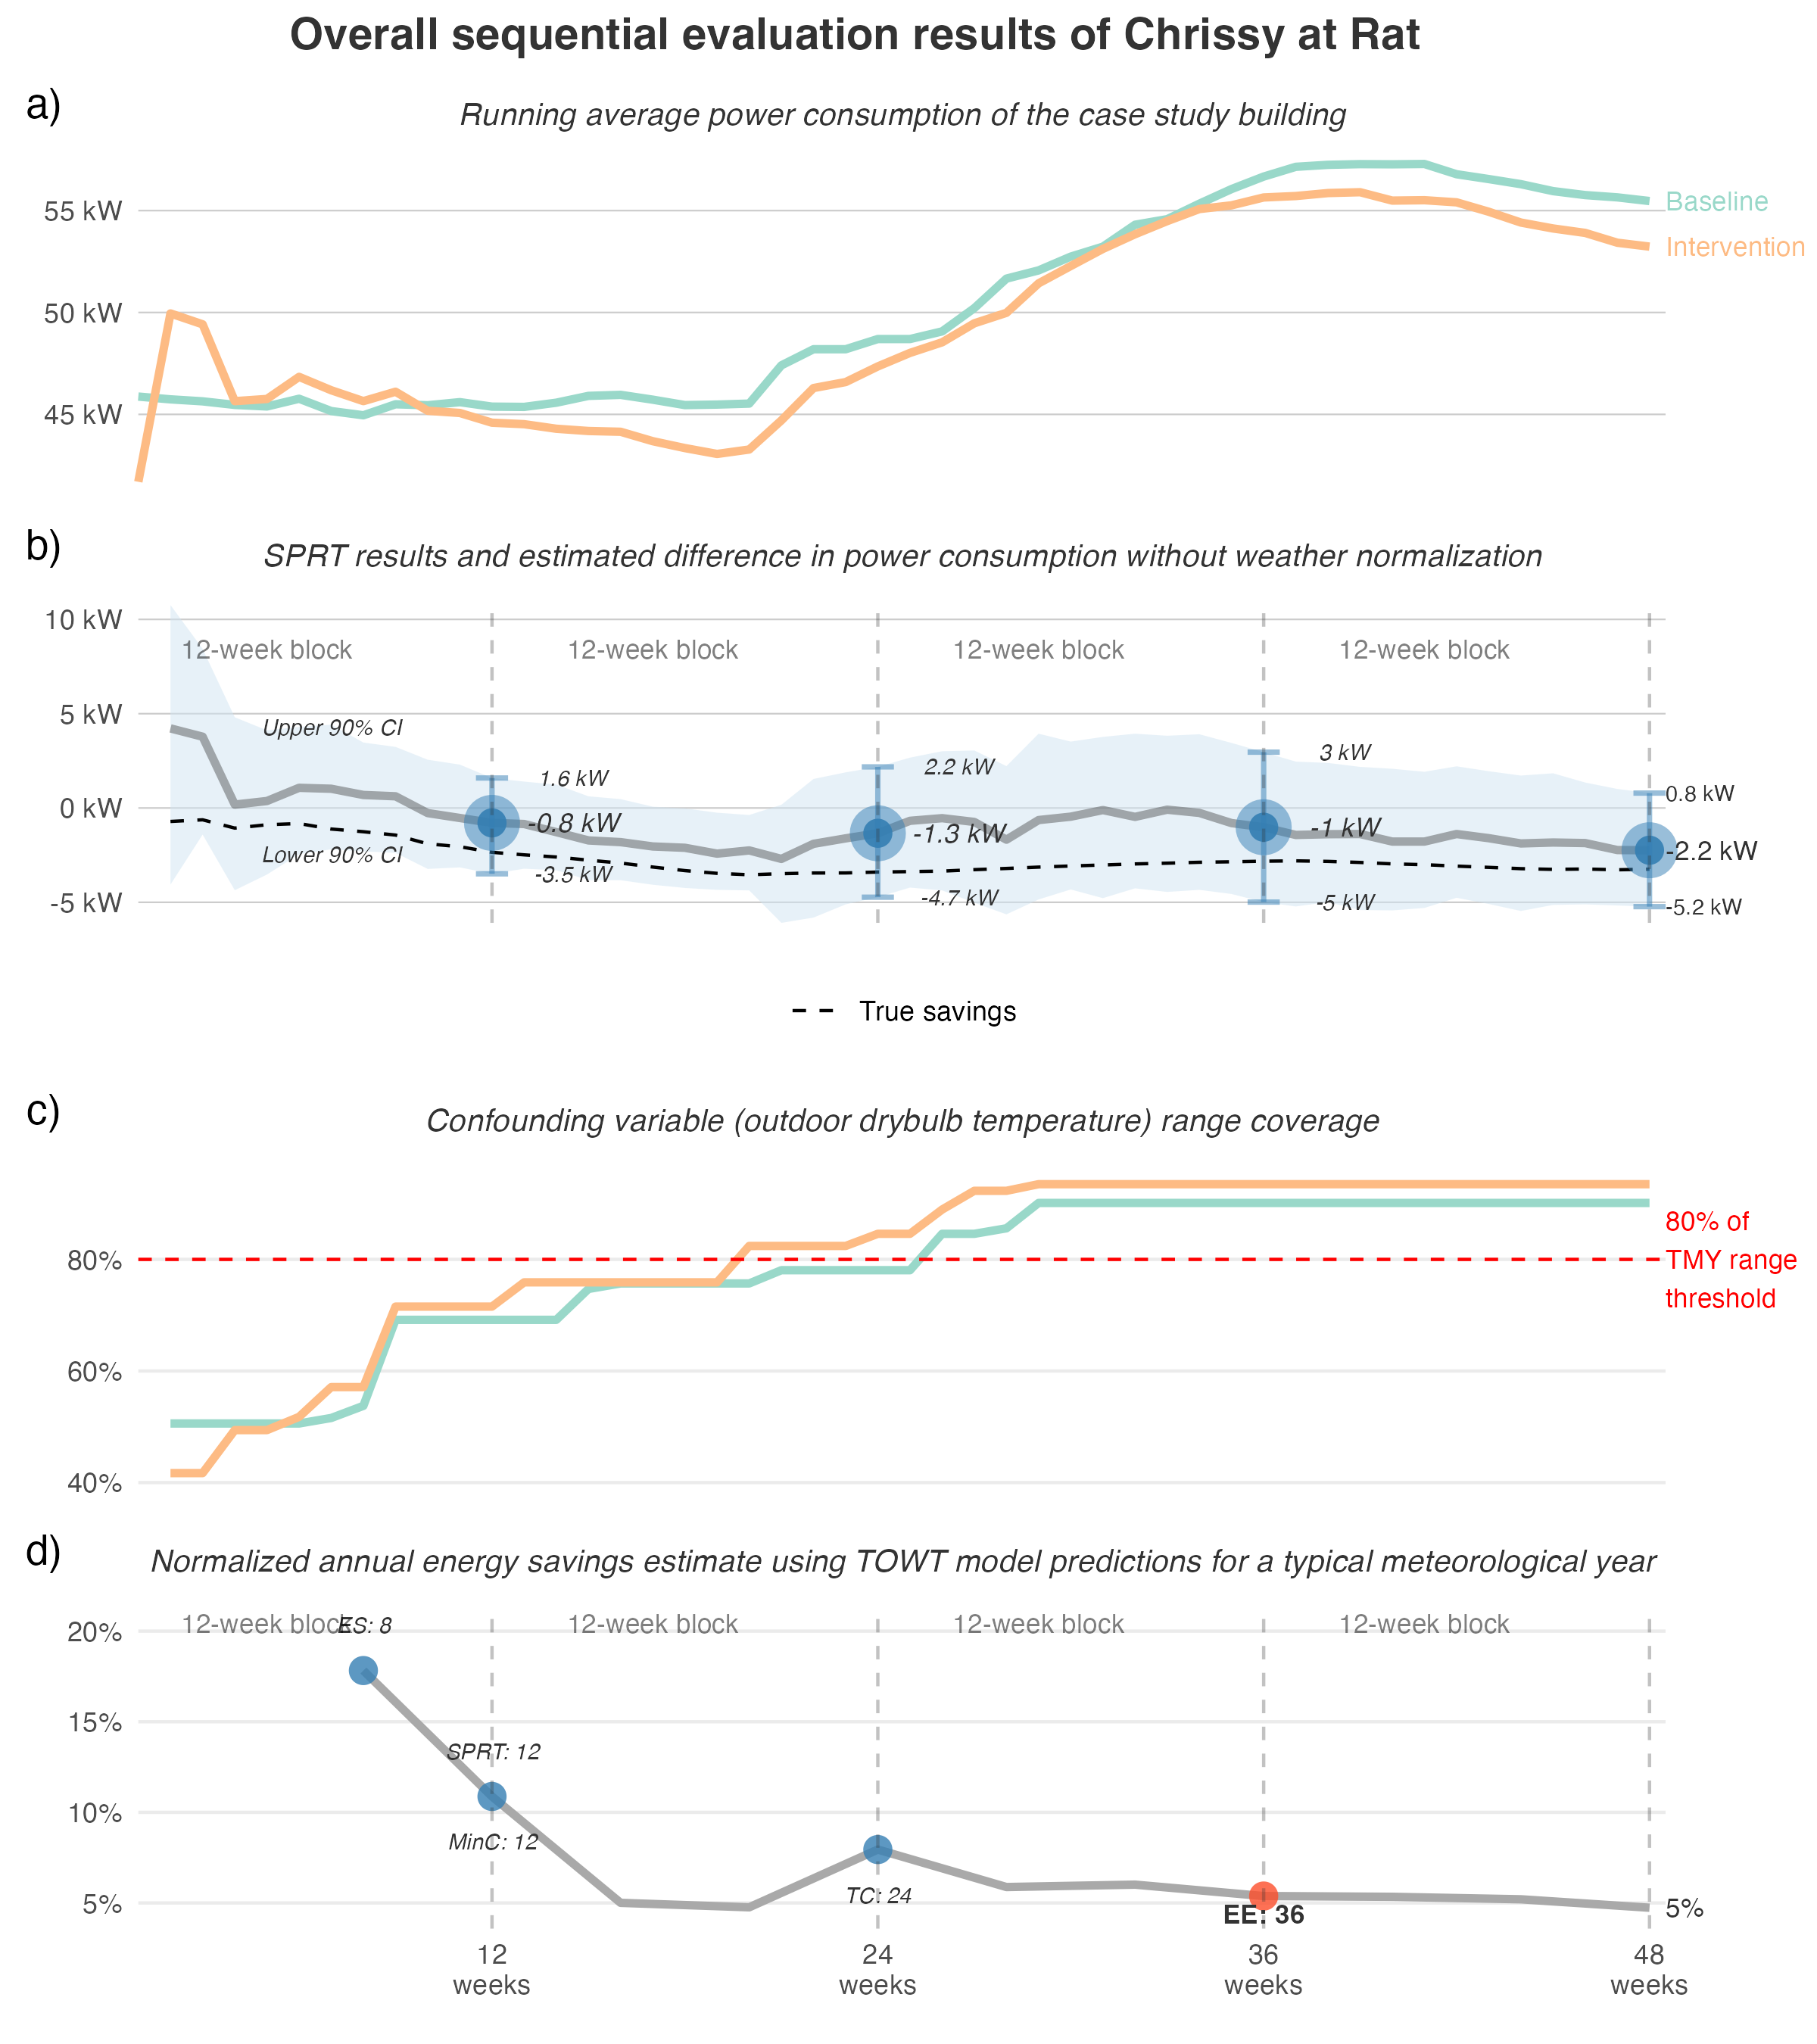 Overall sequential evaluation results of Chrissy at Rat
a)
Running average power consumption of the case study building
55 kW
50 kW
45 kW
Baseline
Intervention
b)
SPRT results and estimated difference in power consumption without weather normalization
10 kW
5 kW
0 kW
-5 kW
12-week block
12-week block
12-week block
12-week block
Upper 90% CI
Lower 90% CI
1.6 kW
-0.8 kW
-3.5 kW
2.2 kW
-1.3 kW
-4.7 kW
3 kW
-1 kW
-5 kW
0.8 kW
-2.2 kW
-5.2 kW
True savings
c)
Confounding variable (outdoor drybulb temperature) range coverage
80%
60%
40%
80% of
TMY range
threshold
d)
Normalized annual energy savings estimate using TOWT model predictions for a typical meteorological year
20%
15%
10%
5%
12-week block
12-week block
12-week block
12-week block
ES: 8
SPRT: 12
MinC: 12
TC: 24
EE: 36
5%
12
weeks
24
weeks
36
weeks
48
weeks